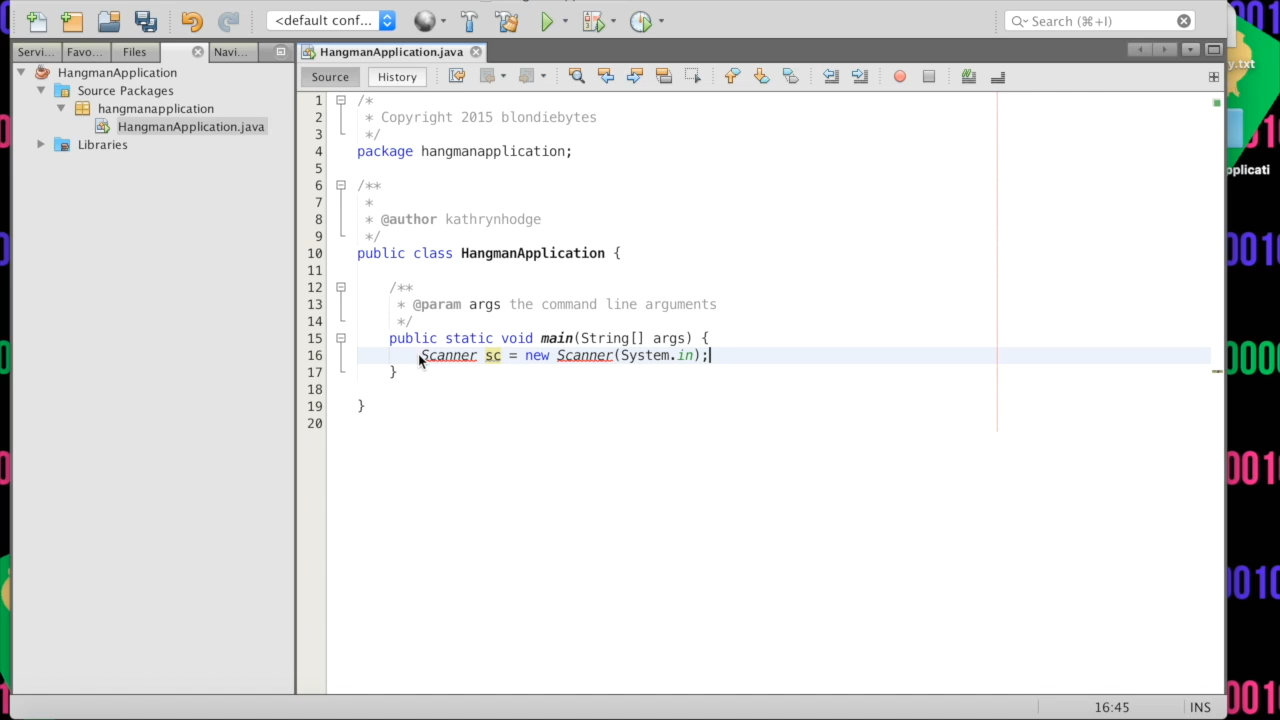 <default conf...
Search (⌘+I)
Servi... Favo... Files Navi...
HangmanApplication.java
Source History
HangmanApplication
Source Packages
hangmanapplication
HangmanApplication.java
Libraries
1 /*
2 * Copyright 2015 blondiebytes
3 */
4 package hangmanapplication;
5
6 /**
7 *
8 * @author kathrynhodge
9 */
10 public class HangmanApplication {
11
12 /**
13 * @param args the command line arguments
14 */
15 public static void main(String[] args) {
16 Scanner sc = new Scanner(System.in);
17 }
18
19 }
20
16:45 INS
y.txt
plicati